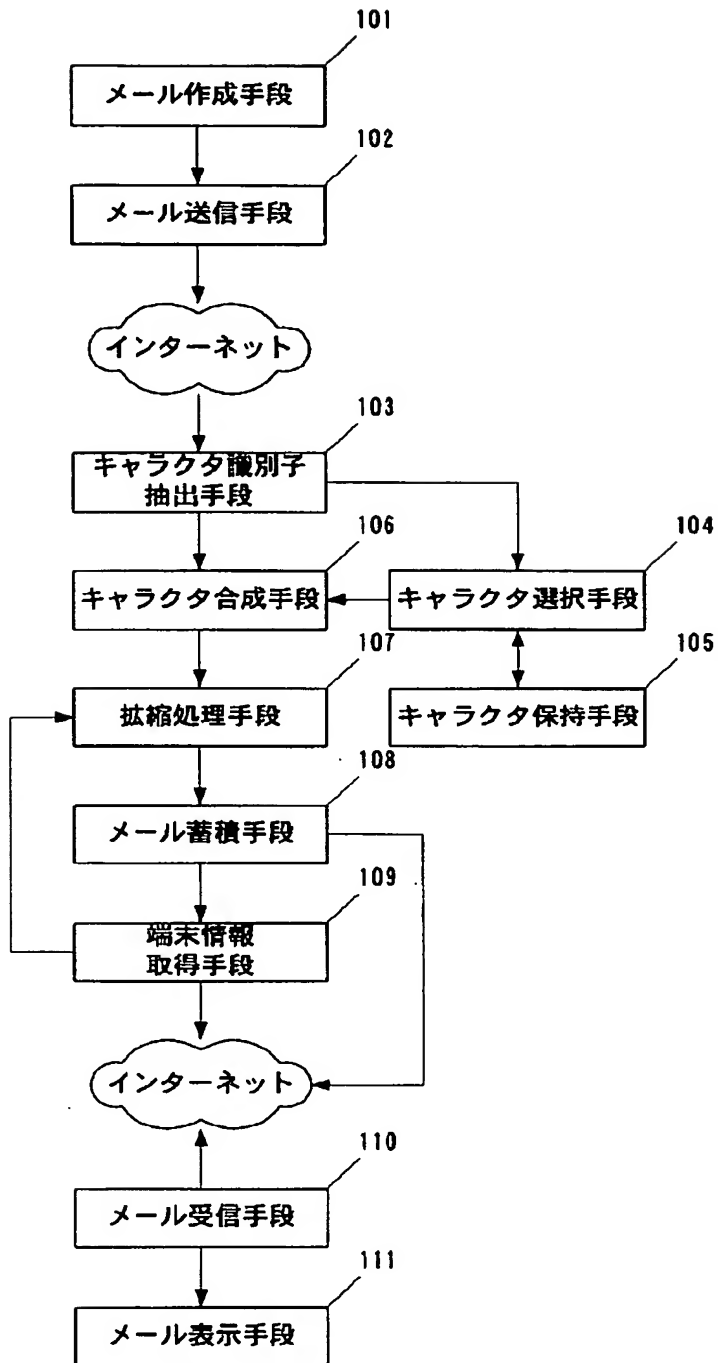 101
メール作成手段
102
メール送信手段
インターネット
103
キャラクタ識別子
抽出手段
106
キャラクタ合成手段
104
キャラクタ選択手段
107
拡縮処理手段
105
キャラクタ保持手段
108
メール蓄積手段
109
端末情報
取得手段
インターネット
110
メール受信手段
111
メール表示手段